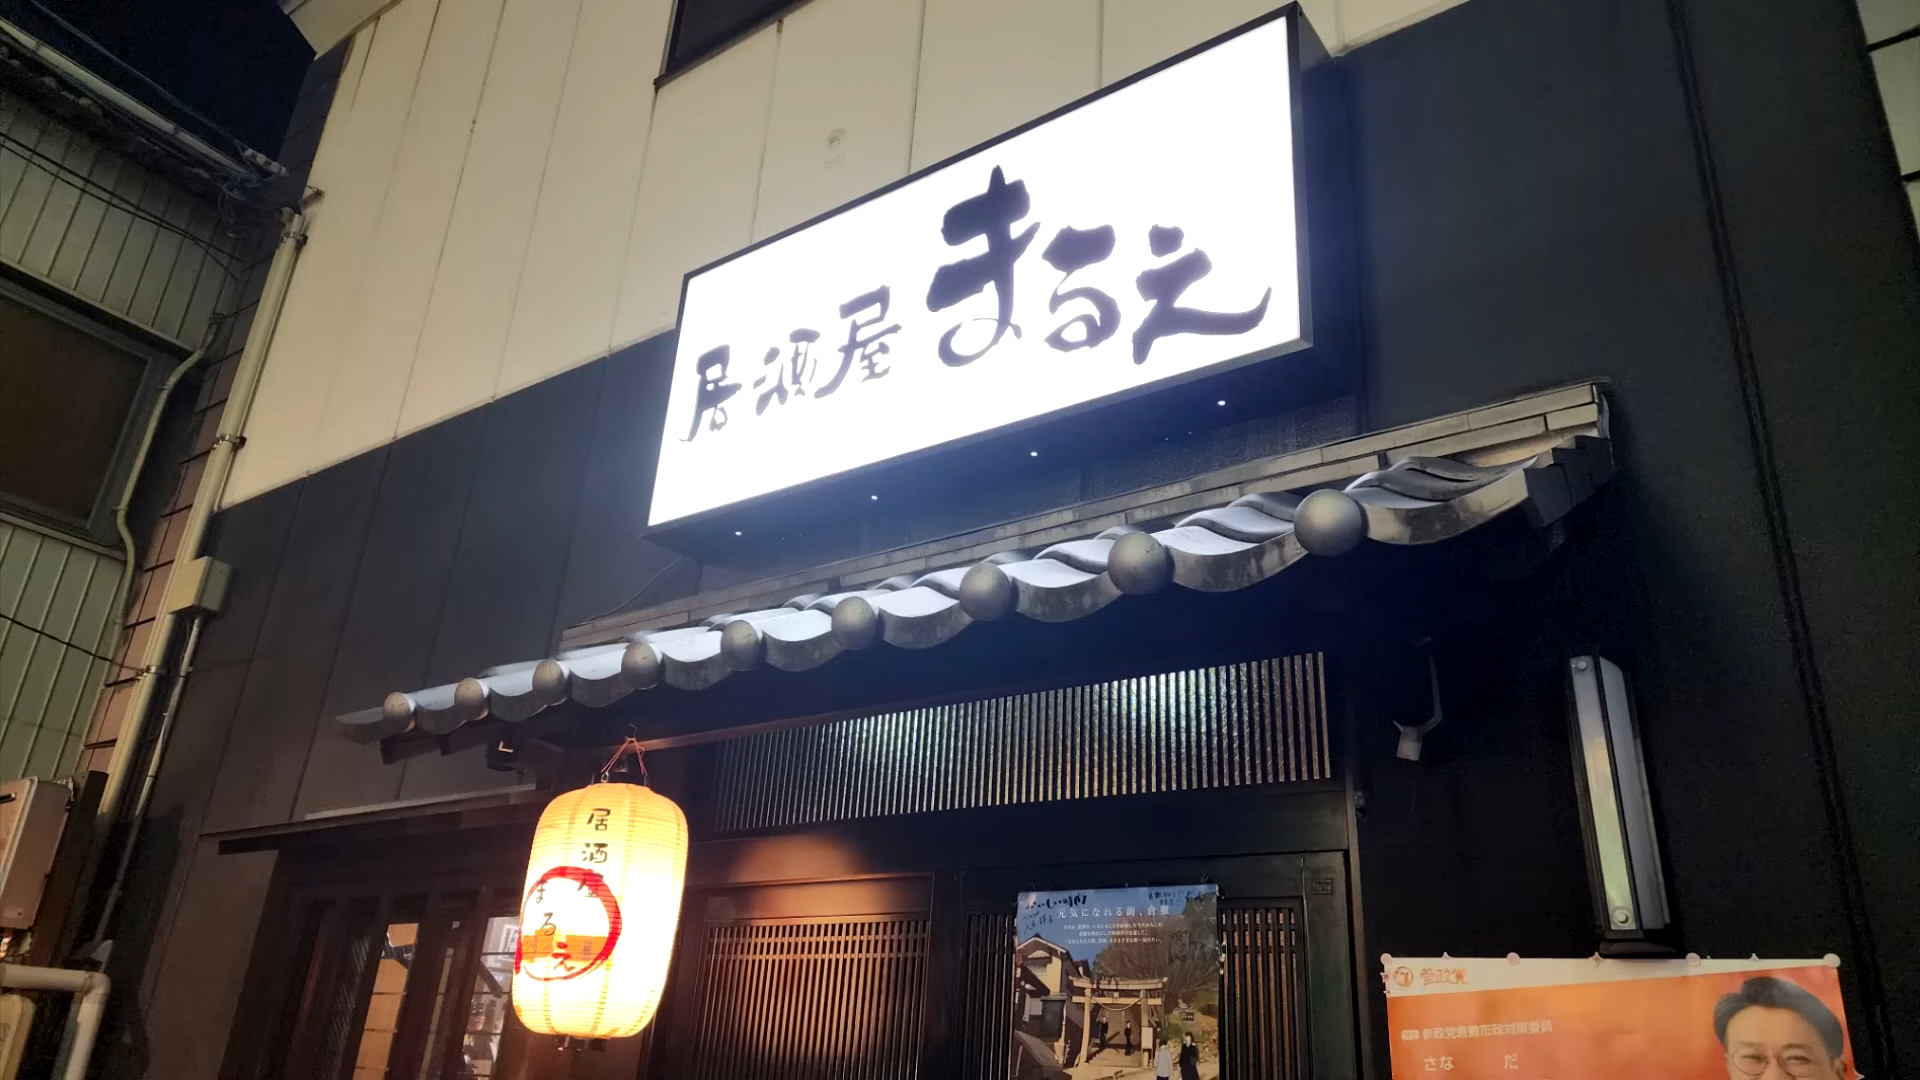 居酒屋 まるえ
居酒屋
まるえ
元気になれる街、倉敷
参政党
参政党倉敷市政対策委員
さな だ